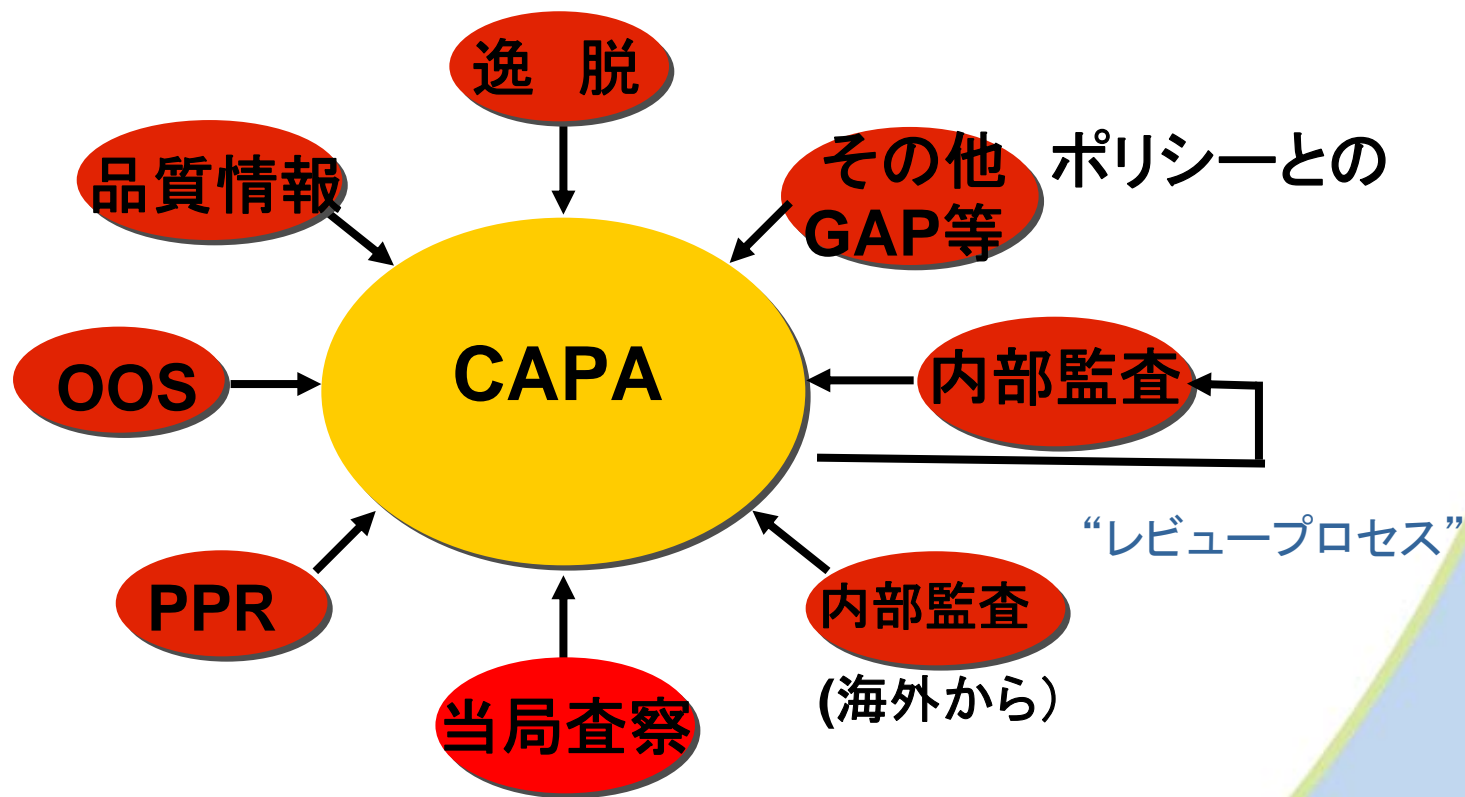 逸　脱
品質情報
その他　ポリシーとの
GAP等
CAPA
内部監査
OOS
“レビュープロセス”
PPR
内部監査
(海外から）
当局査察